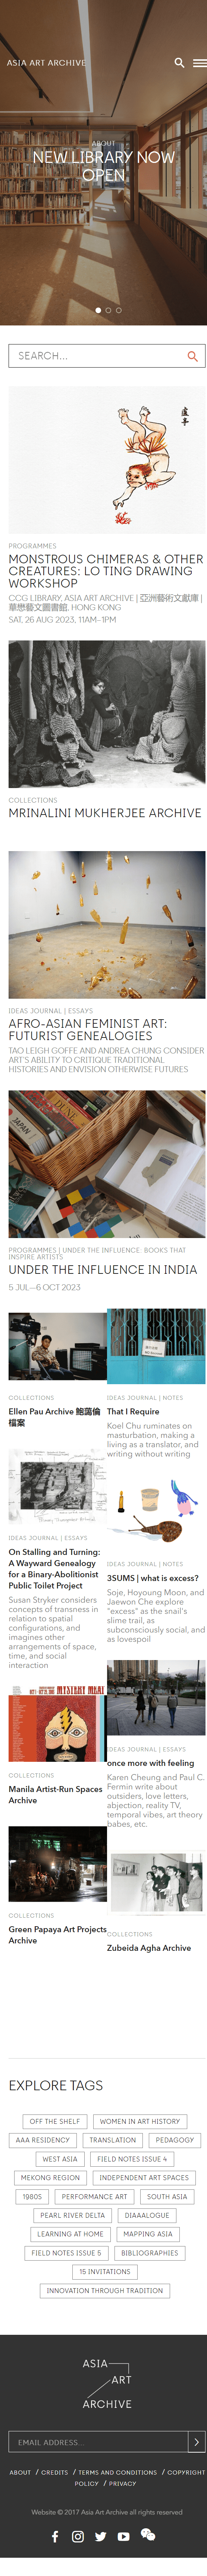 ASIA ART ARCHIVE
ABOUT
NEW LIBRARY NOW
OPEN
SEARCH...
PROGRAMMES
MONSTROUS CHIMERAS & OTHER
CREATURES: LO TING DRAWING
WORKSHOP
CCG LIBRARY, ASIA ART ARCHIVE | 亞洲藝術文獻庫 |
華懋藝文圖書館, HONG KONG
SAT, 26 AUG 2023, 11AM–1PM
COLLECTIONS
MRINALINI MUKHERJEE ARCHIVE
IDEAS JOURNAL | ESSAYS
AFRO-ASIAN FEMINIST ART:
FUTURIST GENEALOGIES
TAO LEIGH GOFFE AND ANDREA CHUNG CONSIDER
ART'S ABILITY TO CRITIQUE TRADITIONAL
HISTORIES AND ENVISION OTHERWISE FUTURES
JAPAN
PROGRAMMES | UNDER THE INFLUENCE: BOOKS THAT
INSPIRE ARTISTS
UNDER THE INFLUENCE IN INDIA
5 JUL—6 OCT 2023
COLLECTIONS
Ellen Pau Archive 鮑藹倫
檔案
IDEAS JOURNAL | ESSAYS
On Stalling and Turning:
A Wayward Genealogy
for a Binary-Abolitionist
Public Toilet Project
Susan Stryker considers
concepts of transness in
relation to spatial
configurations, and
imagines other
arrangements of space,
time, and social
interaction
MYSTERY MEAT
COLLECTIONS
Manila Artist-Run Spaces
Archive
COLLECTIONS
Green Papaya Art Projects
Archive
IDEAS JOURNAL | NOTES
That I Require
Koel Chu ruminates on
masturbation, making a
living as a translator, and
writing without writing
IDEAS JOURNAL | NOTES
3SUMS | what is excess?
Soje, Hoyoung Moon, and
Jaewon Che explore
"excess" as the snail's
slime trail, as
subconsciously social, and
as lovespoil
IDEAS JOURNAL | ESSAYS
once more with feeling
Karen Cheung and Paul C.
Fermin write about
outsiders, love letters,
abjection, reality TV,
temporal vibes, art theory
babes, etc.
COLLECTIONS
Zubeida Agha Archive
EXPLORE TAGS
OFF THE SHELF
WOMEN IN ART HISTORY
AAA RESIDENCY
TRANSLATION
PEDAGOGY
WEST ASIA
FIELD NOTES ISSUE 4
MEKONG REGION
INDEPENDENT ART SPACES
1980S
PERFORMANCE ART
SOUTH ASIA
PEARL RIVER DELTA
DIAAALOGUE
LEARNING AT HOME
MAPPING ASIA
FIELD NOTES ISSUE 5
BIBLIOGRAPHIES
15 INVITATIONS
INNOVATION THROUGH TRADITION
ASIA
ART
ARCHIVE
EMAIL ADDRESS...
ABOUT / CREDITS / TERMS AND CONDITIONS / COPYRIGHT
POLICY / PRIVACY
Website © 2017 Asia Art Archive all rights reserved